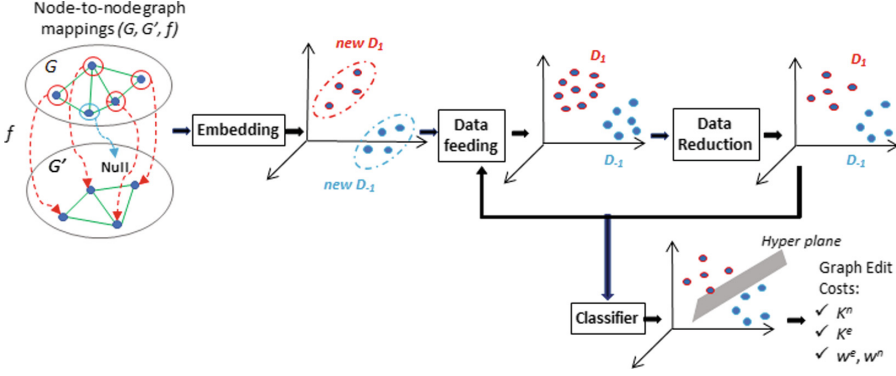 Node-to-nodegraph
mappings (G, G′, f)
G
f
G′
Null
Embedding
new D₁
new D₋₁
Data
feeding
D₁
D₋₁
Data
Reduction
D₁
D₋₁
Classifier
Hyper plane
Graph Edit
Costs:
✓ Kⁿ
✓ Kᵉ
✓ wᵉ, wⁿ